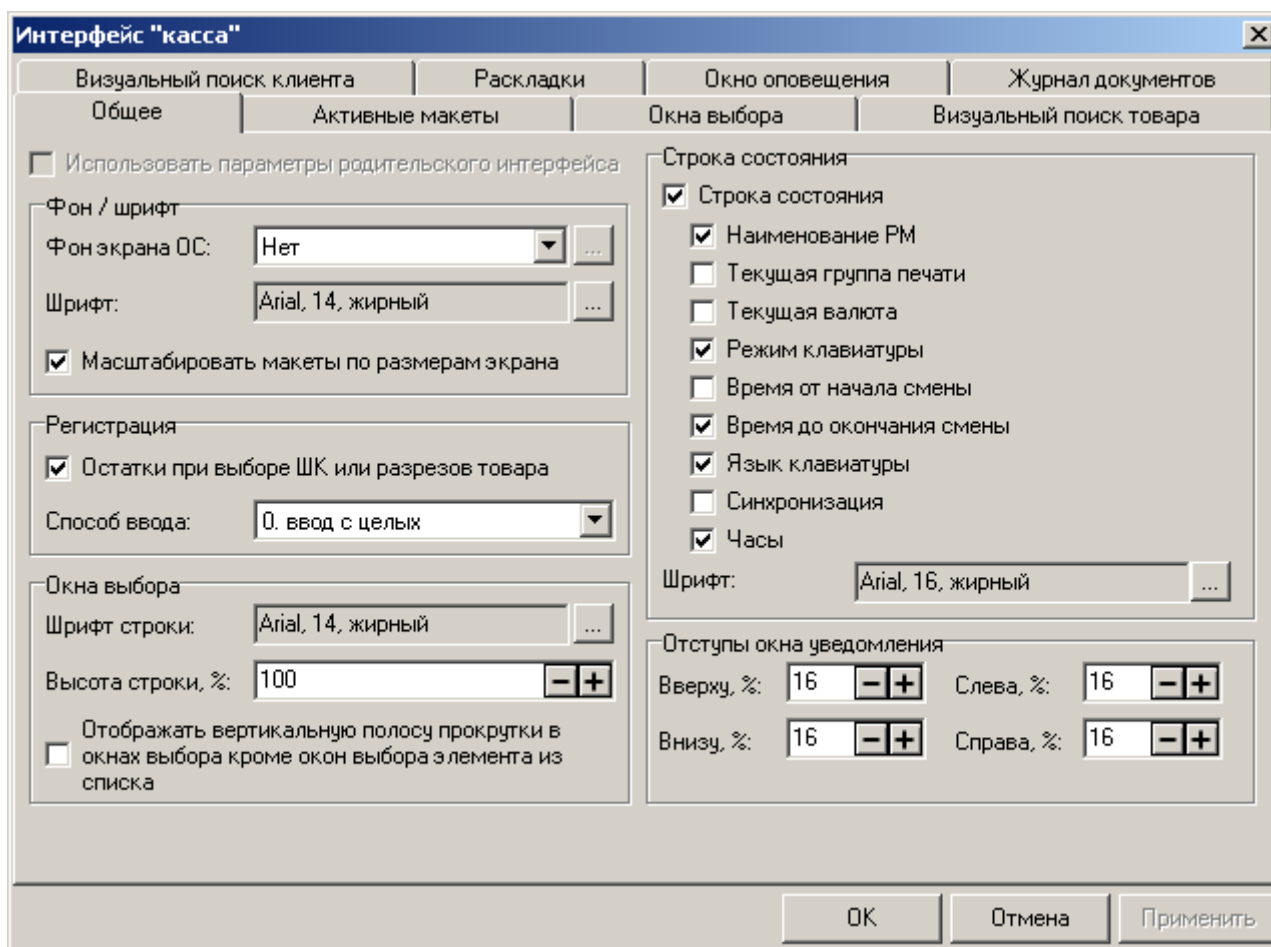 Интерфейс "касса"
Визуальный поиск клиента
Раскладки
Окно оповещения
Журнал документов
Общее
Активные макеты
Окна выбора
Визуальный поиск товара
Использовать параметры родительского интерфейса
Фон / шрифт
Фон экрана ОС:
Нет
...
Шрифт:
Arial, 14, жирный
...
Масштабировать макеты по размерам экрана
Регистрация
Остатки при выборе ШК или разрезов товара
Способ ввода:
0. ввод с целых
Окна выбора
Шрифт строки:
Arial, 14, жирный
...
Высота строки, %:
100
Отображать вертикальную полосу прокрутки в
окнах выбора кроме окон выбора элемента из
списка
Строка состояния
Строка состояния
Наименование РМ
Текущая группа печати
Текущая валюта
Режим клавиатуры
Время от начала смены
Время до окончания смены
Язык клавиатуры
Синхронизация
Часы
Шрифт:
Arial, 16, жирный
...
Отступы окна уведомления
Вверху, %:
16
Слева, %:
16
Внизу, %:
16
Справа, %:
16
ОК
Отмена
Применить